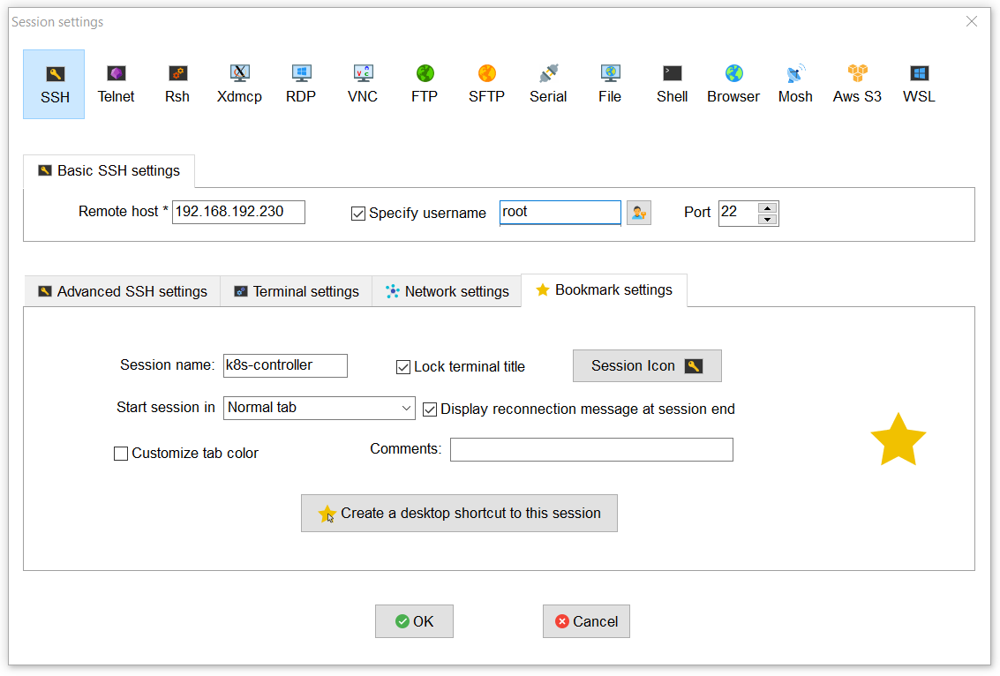 Session settings
SSH Telnet Rsh Xdmcp RDP VNC FTP SFTP Serial File Shell Browser Mosh Aws S3 WSL
Basic SSH settings
Remote host * 192.168.192.230 Specify username root Port 22
Advanced SSH settings Terminal settings Network settings Bookmark settings
Session name: k8s-controller Lock terminal title Session Icon
Start session in Normal tab Display reconnection message at session end
Customize tab color Comments:
Create a desktop shortcut to this session
OK Cancel